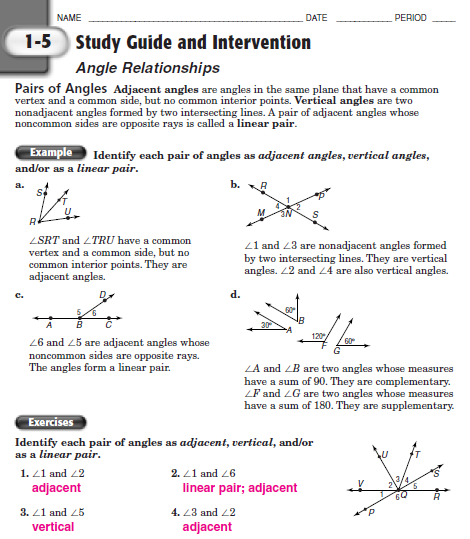 NAME ______ DATE ______ PERIOD ______
1-5 Study Guide and Intervention
Angle Relationships
Pairs of Angles Adjacent angles are angles in the same plane that have a common
vertex and a common side, but no common interior points. Vertical angles are two
nonadjacent angles formed by two intersecting lines. A pair of adjacent angles whose
noncommon sides are opposite rays is called a linear pair.
Example Identify each pair of angles as adjacent angles, vertical angles,
and/or as a linear pair.
a.
S
T
U
R
∠SRT and ∠TRU have a common
vertex and a common side, but no
common interior points. They are
adjacent angles.
b.
R
P
1
4 2
M 3 N S
∠1 and ∠3 are nonadjacent angles formed
by two intersecting lines. They are vertical
angles. ∠2 and ∠4 are also vertical angles.
c.
D
5 6
A B C
∠6 and ∠5 are adjacent angles whose
noncommon sides are opposite rays.
The angles form a linear pair.
d.
60°
B
30° A
120° 60°
F
G
∠A and ∠B are two angles whose measures
have a sum of 90. They are complementary.
∠F and ∠G are two angles whose measures
have a sum of 180. They are supplementary.
Exercises
Identify each pair of angles as adjacent, vertical, and/or
as a linear pair.
1. ∠1 and ∠2
adjacent
2. ∠1 and ∠6
linear pair; adjacent
3. ∠1 and ∠5
vertical
4. ∠3 and ∠2
adjacent
U T
S
V 2 3 4 5
1 6 Q R
P